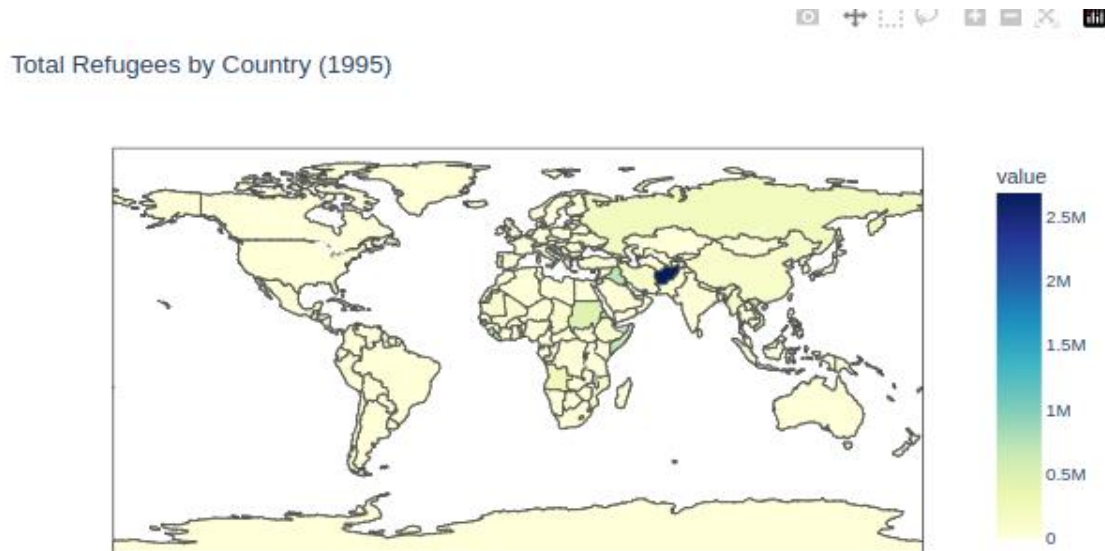 Total Refugees by Country (1995)
value
2.5M
2M
1.5M
1M
0.5M
0